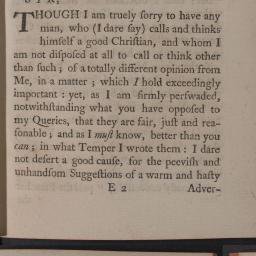 THOUGH I am truely ſorry to have any
man, who (I dare ſay) calls and thinks
himſelf a good Chriſtian, and whom I
am not diſpoſed at all to call or think other
than ſuch; of a totally different opinion from
Me, in a matter; which I hold exceedingly
important: yet, as I am firmly perſwaded,
notwithſtanding what you have oppoſed to
my Queries, that they are fair, juſt and rea-
ſonable; and as I muſt know, better than you
can; in what Temper I wrote them: I dare
not deſert a good cauſe, for the peeviſh and
unhandſom Suggeſtions of a warm and haſty
E 2 Adver-